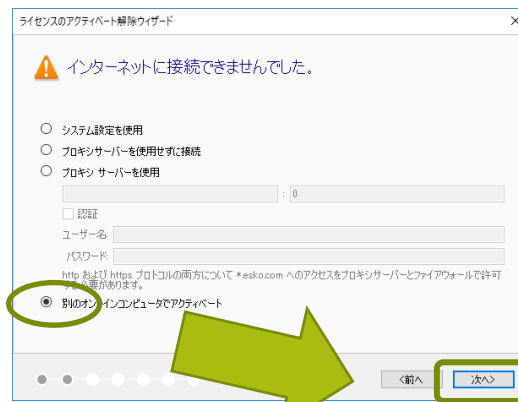 ライセンスのアクティベート解除ウィザード
インターネットに接続できませんでした。
システム設定を使用
プロキシサーバーを使用せずに接続
プロキシ サーバーを使用
: 0
認証
ユーザー名:
パスワード:
http および https プロトコルの両方について *.esko.com へのアクセスをプロキシサーバーとファイアウォールで許可
する必要があります。
別のオンラインコンピュータでアクティベート
<前へ
次へ>